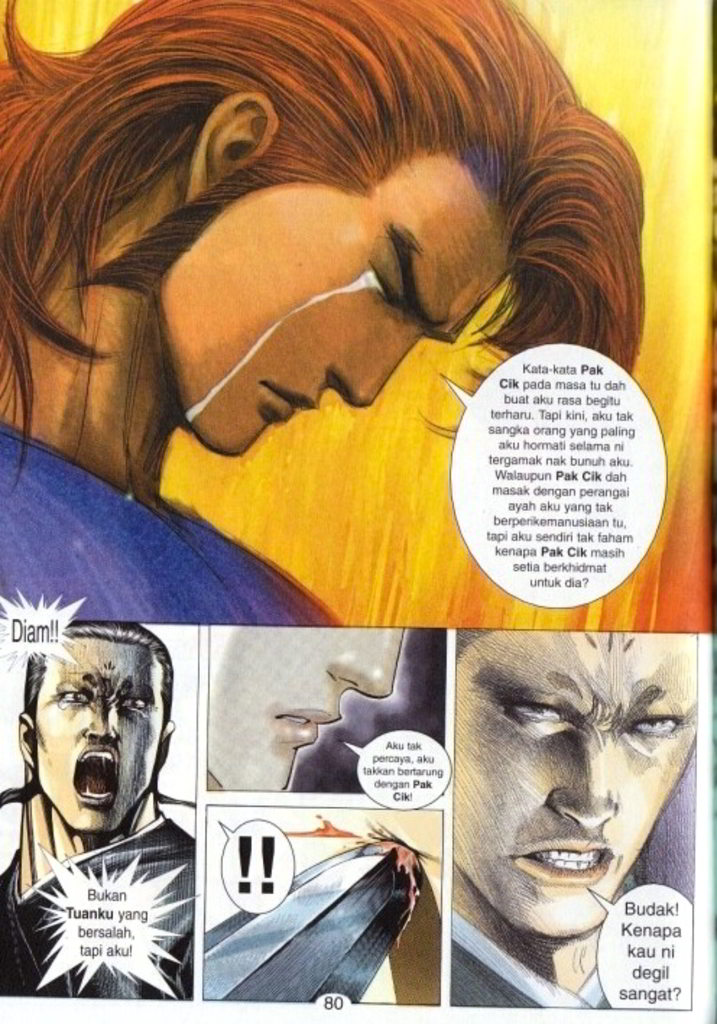 Kata-kata Pak
Cik pada masa tu dah
buat aku rasa begitu
terharu. Tapi kini, aku tak
sangka orang yang paling
aku hormati selama ni
tergamak nak bunuh aku.
Walaupun Pak Cik dah
masak dengan perangai
ayah aku yang tak
berperikemanusiaan tu,
tapi aku sendiri tak faham
kenapa Pak Cik masih
setia berkhidmat
untuk dia?
Diam!!
Bukan
Tuanku yang
bersalah,
tapi aku!
Aku tak
percaya, aku
takkan bertarung
dengan Pak
Cik!
!!
Budak!
Kenapa
kau ni
degil
sangat?
80